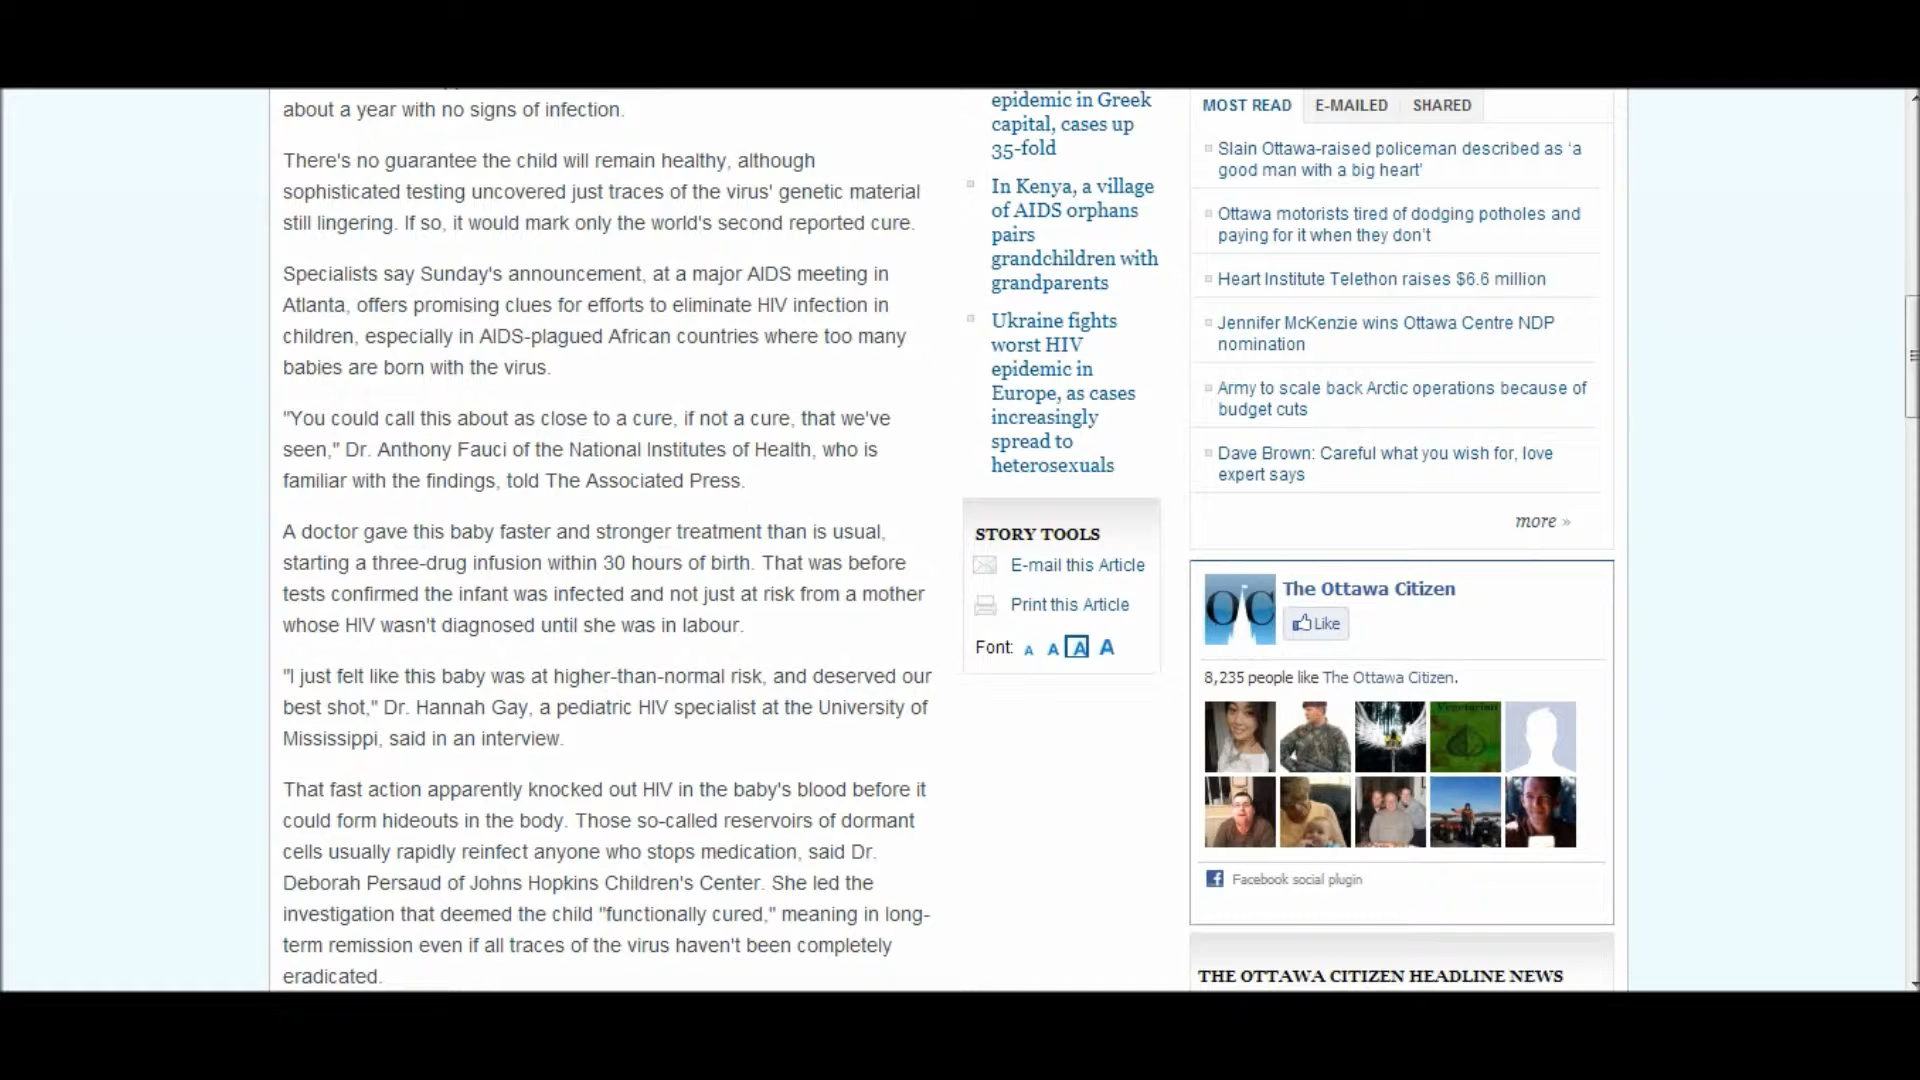 about a year with no signs of infection.
There's no guarantee the child will remain healthy, although
sophisticated testing uncovered just traces of the virus' genetic material
still lingering. If so, it would mark only the world's second reported cure.
Specialists say Sunday's announcement, at a major AIDS meeting in
Atlanta, offers promising clues for efforts to eliminate HIV infection in
children, especially in AIDS-plagued African countries where too many
babies are born with the virus.
"You could call this about as close to a cure, if not a cure, that we've
seen," Dr. Anthony Fauci of the National Institutes of Health, who is
familiar with the findings, told The Associated Press.
A doctor gave this baby faster and stronger treatment than is usual,
starting a three-drug infusion within 30 hours of birth. That was before
tests confirmed the infant was infected and not just at risk from a mother
whose HIV wasn't diagnosed until she was in labour.
"I just felt like this baby was at higher-than-normal risk, and deserved our
best shot," Dr. Hannah Gay, a pediatric HIV specialist at the University of
Mississippi, said in an interview.
That fast action apparently knocked out HIV in the baby's blood before it
could form hideouts in the body. Those so-called reservoirs of dormant
cells usually rapidly reinfect anyone who stops medication, said Dr.
Deborah Persaud of Johns Hopkins Children's Center. She led the
investigation that deemed the child "functionally cured," meaning in long-
term remission even if all traces of the virus haven't been completely
eradicated.
epidemic in Greek
capital, cases up
35-fold
In Kenya, a village
of AIDS orphans
pairs
grandchildren with
grandparents
Ukraine fights
worst HIV
epidemic in
Europe, as cases
increasingly
spread to
heterosexuals
STORY TOOLS
E-mail this Article
Print this Article
Font: A A A A
MOST READ E-MAILED SHARED
Slain Ottawa-raised policeman described as ‘a
good man with a big heart’
Ottawa motorists tired of dodging potholes and
paying for it when they don’t
Heart Institute Telethon raises $6.6 million
Jennifer McKenzie wins Ottawa Centre NDP
nomination
Army to scale back Arctic operations because of
budget cuts
Dave Brown: Careful what you wish for, love
expert says
more »
OC
The Ottawa Citizen
Like
8,235 people like The Ottawa Citizen.
Vegetarian
Facebook social plugin
THE OTTAWA CITIZEN HEADLINE NEWS